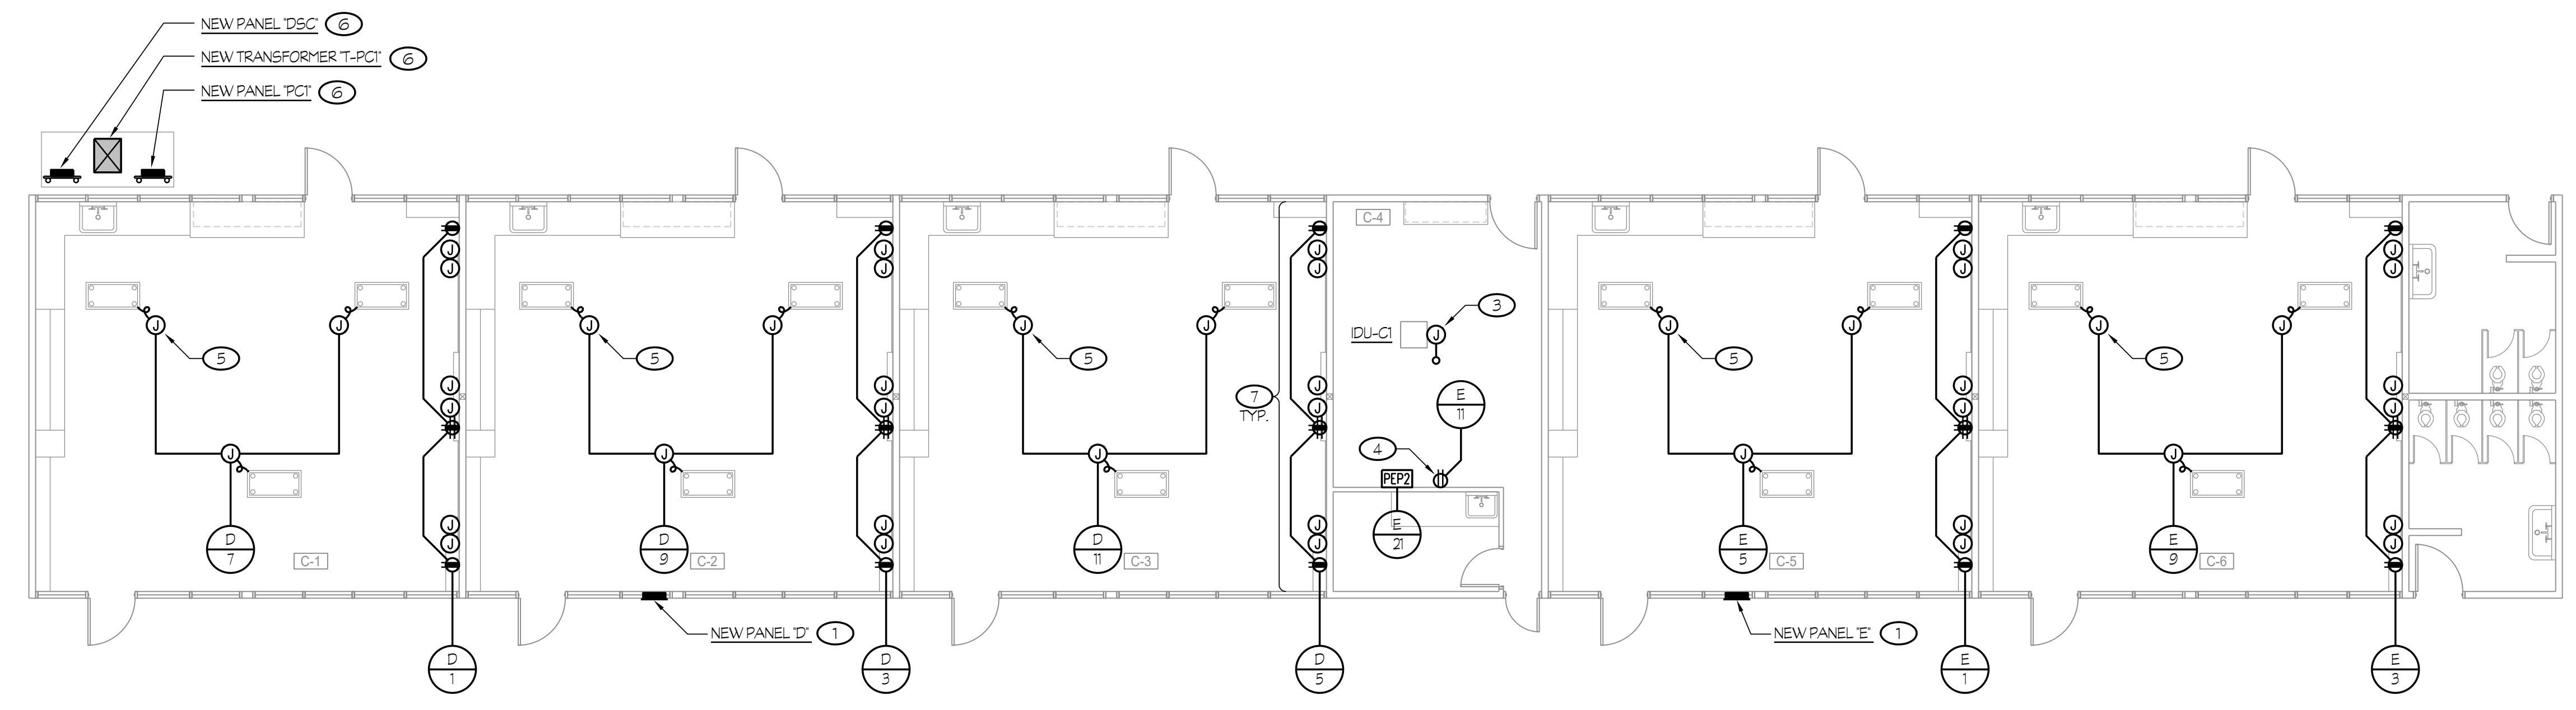 NEW PANEL "DSC" 6
NEW TRANSFORMER "T-PC1" 6
NEW PANEL "PC1" 6
C-4
J J J J J
J J J J J
3
J J J J J J J J J J
IDU-C1 J
5 5 5 5 5
J J J J J
7
TYP.
E
11
J J J J J
4
J J J J J
PEP2
J J J J J
E
21
J J J J J
D
7
C-1
D
9
C-2
D
11
C-3
E
5
C-5
E
9
C-6
NEW PANEL "D" 1
NEW PANEL "E" 1
D
1
D
3
D
5
E
1
E
3